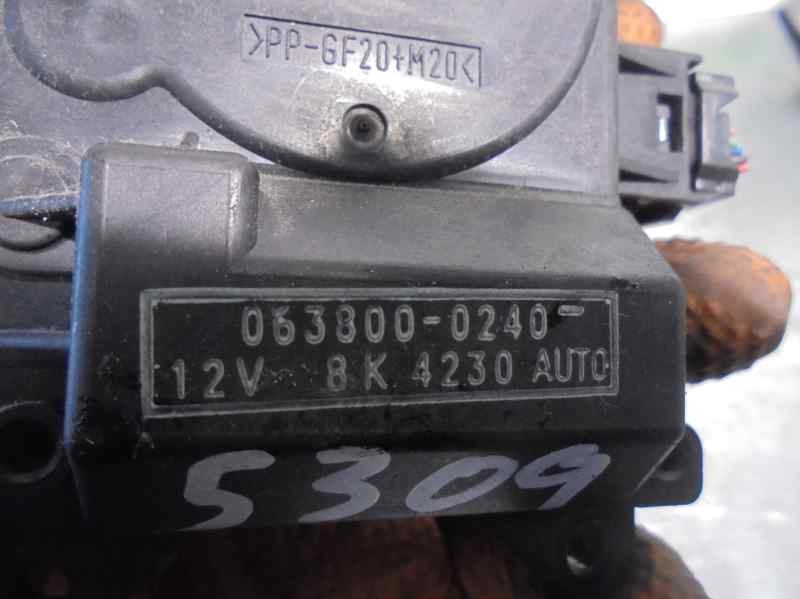 >PP-GF20+M20<
063800-0240-
12V 8K 4230 AUTO
5309